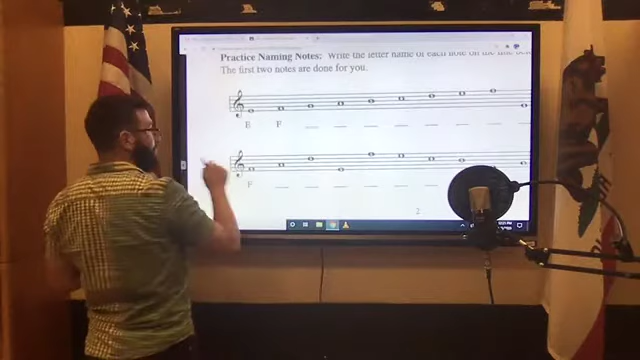 Practice Naming Notes: Write the letter name of each note on the line
The first two notes are done for you.
E F
F
2